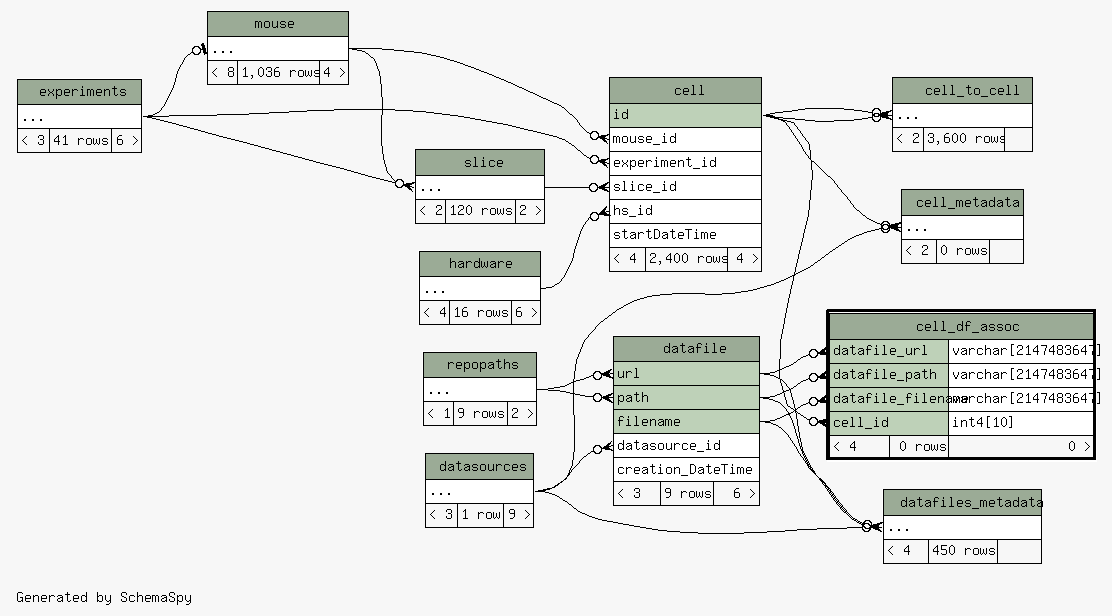 mouse
...
< 8 1,036 rows 4 >
experiments
...
< 3 41 rows 6 >
slice
...
< 2 120 rows 2 >
hardware
...
< 4 16 rows 6 >
repopaths
...
< 1 9 rows 2 >
datasources
...
< 3 1 row 9 >
cell
id
mouse_id
experiment_id
slice_id
hs_id
startDateTime
< 4 2,400 rows 4 >
datafile
url
path
filename
datasource_id
creation_DateTime
< 3 9 rows 6 >
cell_to_cell
...
< 2 3,600 rows
cell_metadata
...
< 2 0 rows
cell_df_assoc
datafile_url varchar[2147483647]
datafile_path varchar[2147483647]
datafile_filename varchar[2147483647]
cell_id int4[10]
< 4 0 rows 0 >
datafiles_metadata
...
< 4 450 rows
Generated by SchemaSpy